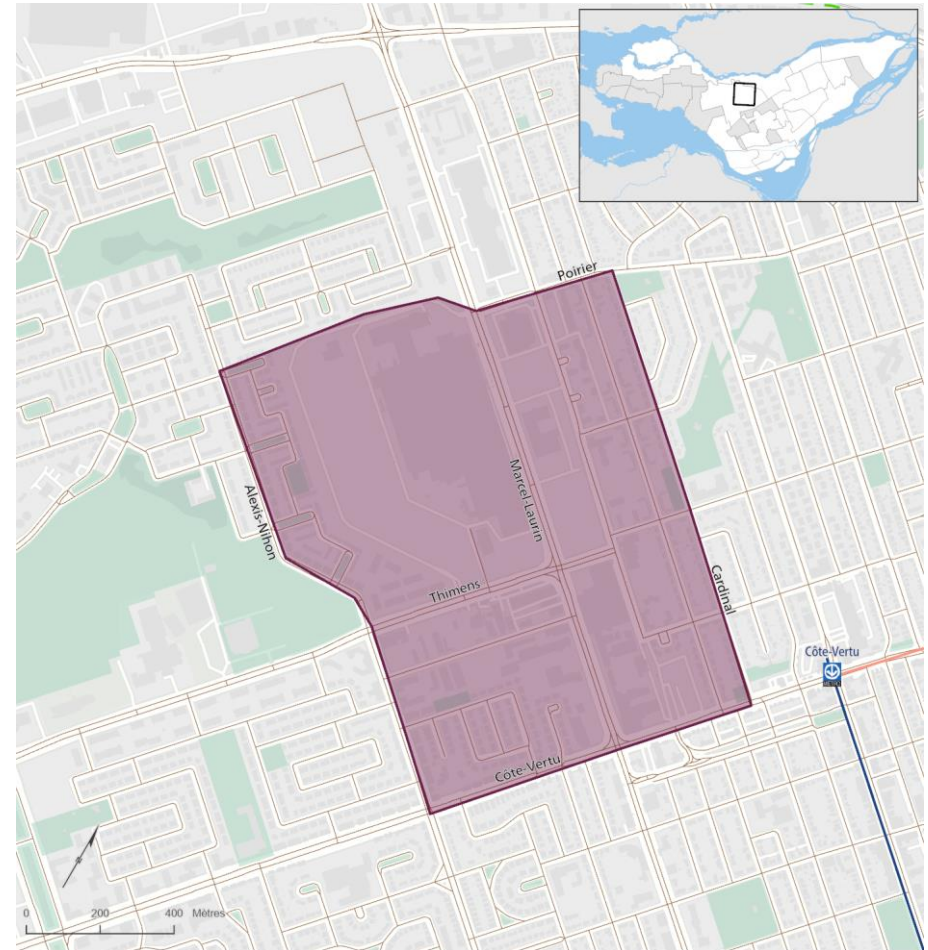 Poirier
Marcel-Laurin
Alexis-Nihon
Thimens
Cardinal
Côte-Vertu
Côte-Vertu
0 200 400 Mètres